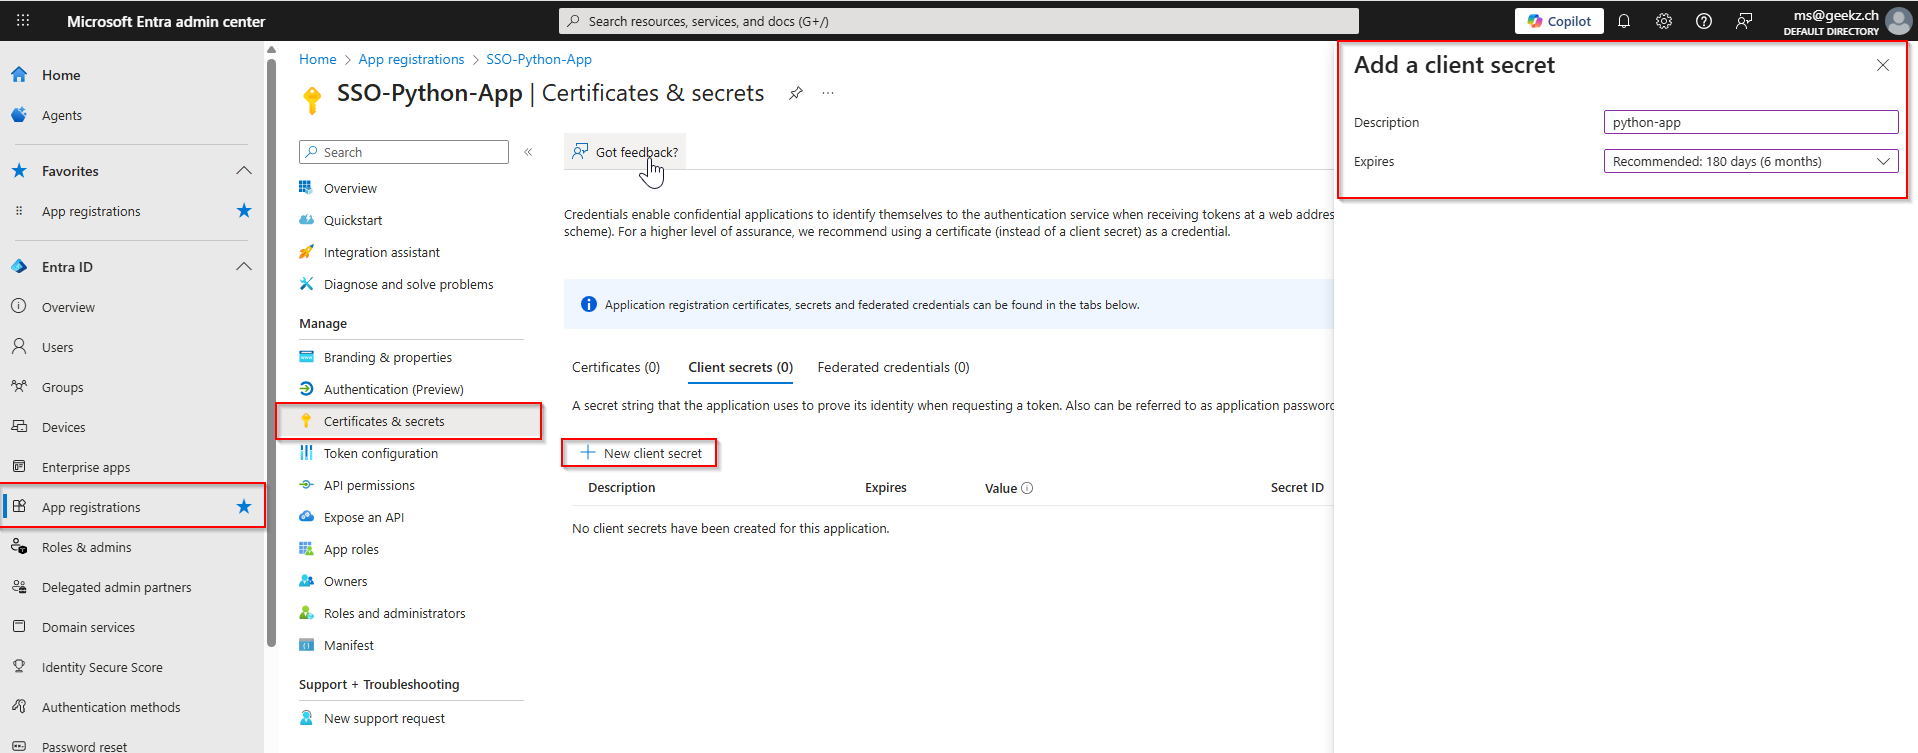 Microsoft Entra admin center
Search resources, services, and docs (G+/)
Copilot
ms@geekz.ch
DEFAULT DIRECTORY
Home
Agents
Favorites
App registrations
Entra ID
Overview
Users
Groups
Devices
Enterprise apps
App registrations
Roles & admins
Delegated admin partners
Domain services
Identity Secure Score
Authentication methods
Password reset
Home > App registrations > SSO-Python-App
SSO-Python-App | Certificates & secrets
Search
Overview
Quickstart
Integration assistant
Diagnose and solve problems
Manage
Branding & properties
Authentication (Preview)
Certificates & secrets
Token configuration
API permissions
Expose an API
App roles
Owners
Roles and administrators
Manifest
Support + Troubleshooting
New support request
Got feedback?
Credentials enable confidential applications to identify themselves to the authentication service when receiving tokens at a web addre
scheme). For a higher level of assurance, we recommend using a certificate (instead of a client secret) as a credential.
Application registration certificates, secrets and federated credentials can be found in the tabs below.
Certificates (0) Client secrets (0) Federated credentials (0)
A secret string that the application uses to prove its identity when requesting a token. Also can be referred to as application password
New client secret
Description Expires Value Secret ID
No client secrets have been created for this application.
Add a client secret
Description python-app
Expires Recommended: 180 days (6 months)